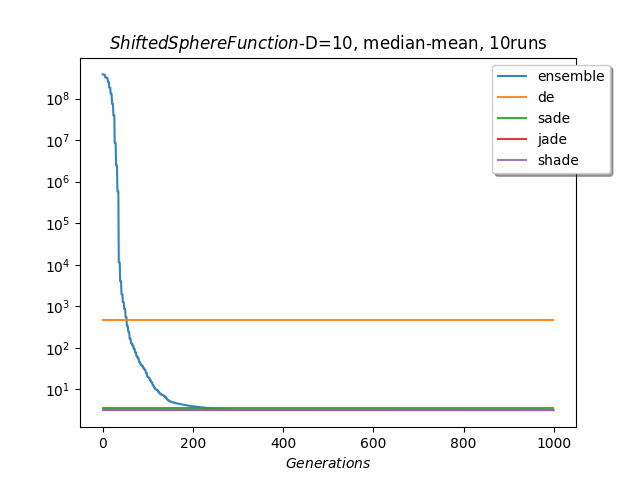 ShiftedSphereFunction-D=10, median-mean, 10runs
ensemble
de
sade
jade
shade
10⁸
10⁷
10⁶
10⁵
10⁴
10³
10²
10¹
0 200 400 600 800 1000
Generations